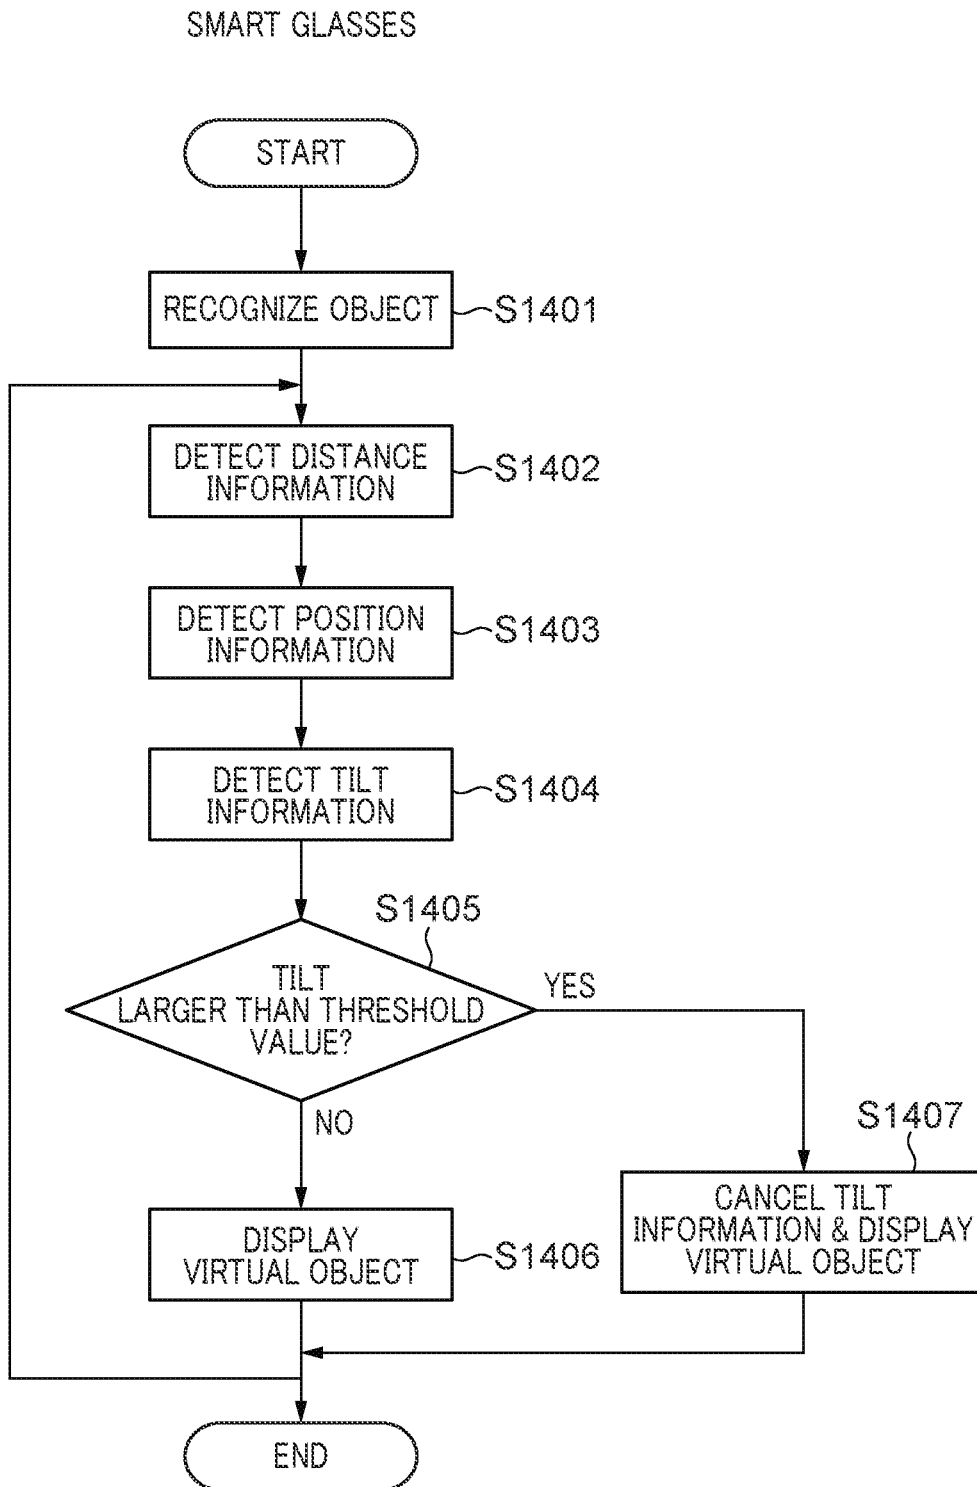 SMART GLASSES
START
RECOGNIZE OBJECT
S1401
DETECT DISTANCE
INFORMATION
S1402
DETECT POSITION
INFORMATION
S1403
DETECT TILT
INFORMATION
S1404
S1405
TILT
LARGER THAN THRESHOLD
VALUE?
YES
NO
S1407
CANCEL TILT
INFORMATION & DISPLAY
VIRTUAL OBJECT
DISPLAY
VIRTUAL OBJECT
S1406
END